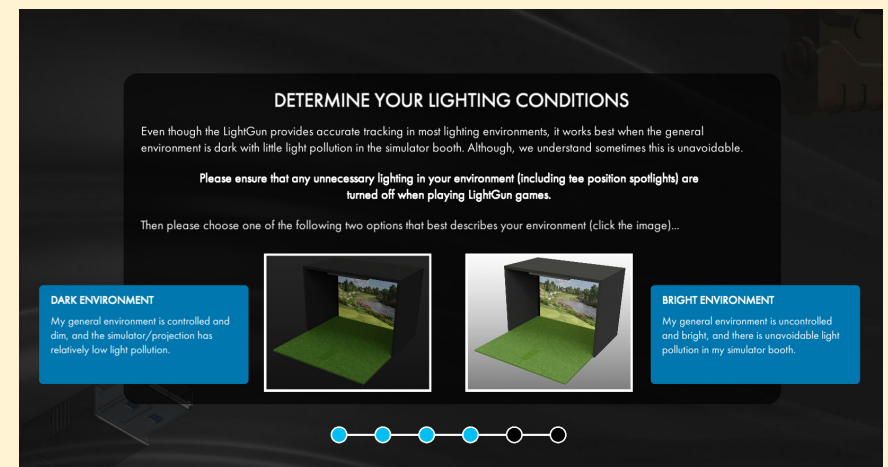 DETERMINE YOUR LIGHTING CONDITIONS
Even though the LightGun provides accurate tracking in most lighting environments, it works best when the general
environment is dark with little light pollution in the simulator booth. Although, we understand sometimes this is unavoidable.
Please ensure that any unnecessary lighting in your environment (including tee position spotlights) are
turned off when playing LightGun games.
Then please choose one of the following two options that best describes your environment (click the image)...
DARK ENVIRONMENT
My general environment is controlled and
dim, and the simulator/projection has
relatively low light pollution.
BRIGHT ENVIRONMENT
My general environment is uncontrolled
and bright, and there is unavoidable light
pollution in my simulator booth.